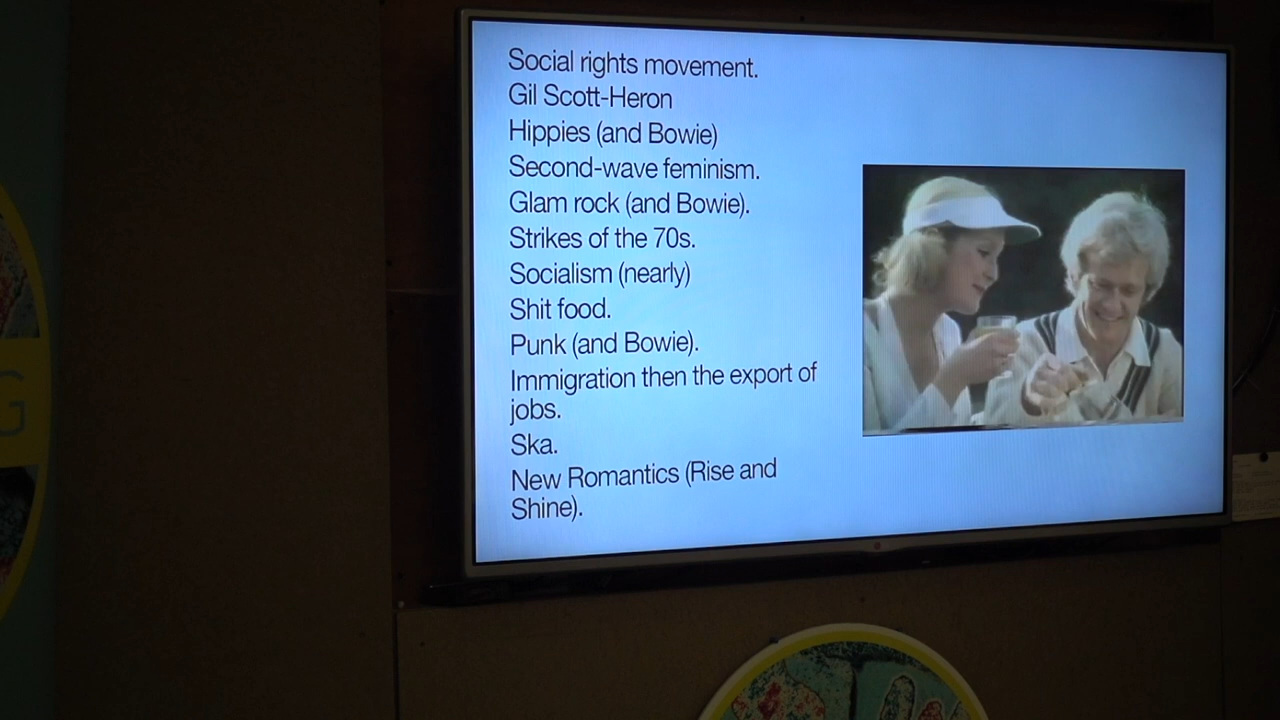 Social rights movement.
Gil Scott-Heron
Hippies (and Bowie)
Second-wave feminism.
Glam rock (and Bowie).
Strikes of the 70s.
Socialism (nearly)
Shit food.
Punk (and Bowie).
Immigration then the export of
jobs.
Ska.
New Romantics (Rise and
Shine).
G